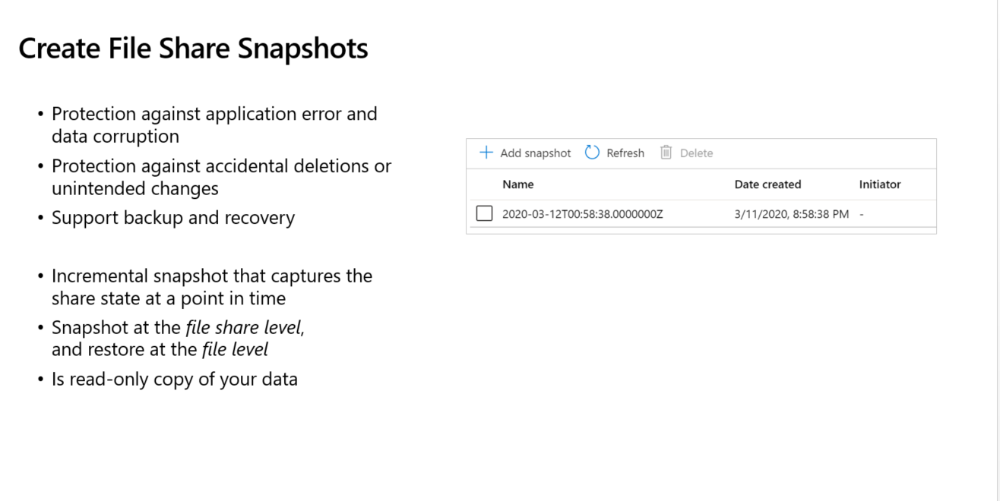 Create File Share Snapshots
• Protection against application error and
data corruption
• Protection against accidental deletions or
unintended changes
• Support backup and recovery
• Incremental snapshot that captures the
share state at a point in time
• Snapshot at the file share level,
and restore at the file level
• Is read-only copy of your data
Add snapshot Refresh Delete
Name Date created Initiator
2020-03-12T00:58:38.0000000Z 3/11/2020, 8:58:38 PM -